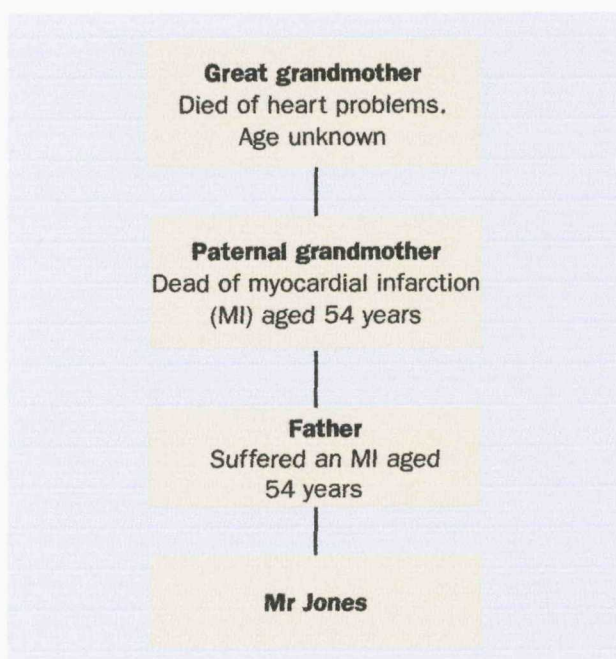 Great grandmother
Died of heart problems.
Age unknown
Paternal grandmother
Dead of myocardial infarction
(MI) aged 54 years
Father
Suffered an MI aged
54 years
Mr Jones